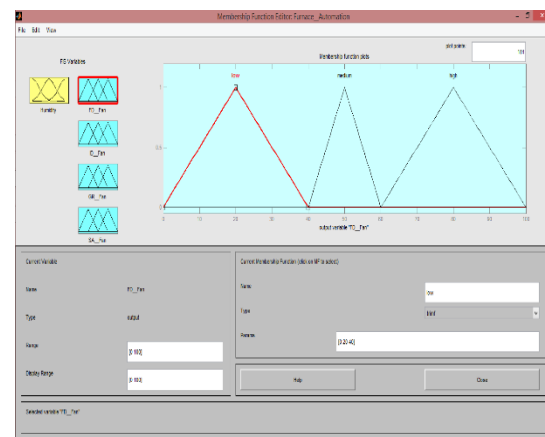 Membership Function Editor: Furnace_Automation
File Edit View
FIS Variables
Membership function plots
plot points:
181
low medium high
Humidity
FD_Fan
ID_Fan
SA_Fan
1
0.5
0
0 10 20 30 40 50 60 70 80 90 100
output variable "FD_Fan"
Current Variable
Current Membership Function (click on MF to select)
Name
FD_Fan
Name
low
Type
output
Type
trimf
Params
[0 20 40]
Range
[0 100]
Display Range
[0 100]
Help
Close
Selected variable "FD_Fan"